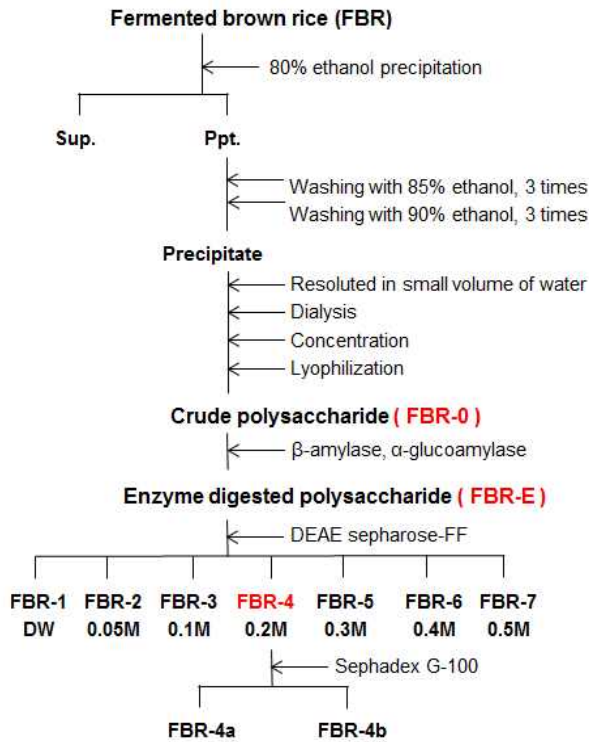 Fermented brown rice (FBR)
80% ethanol precipitation
Sup. Ppt.
Washing with 85% ethanol, 3 times
Washing with 90% ethanol, 3 times
Precipitate
Resoluted in small volume of water
Dialysis
Concentration
Lyophilization
Crude polysaccharide ( FBR-0 )
β-amylase, α-glucoamylase
Enzyme digested polysaccharide ( FBR-E )
DEAE sepharose-FF
FBR-1 FBR-2 FBR-3 FBR-4 FBR-5 FBR-6 FBR-7
DW 0.05M 0.1M 0.2M 0.3M 0.4M 0.5M
Sephadex G-100
FBR-4a FBR-4b